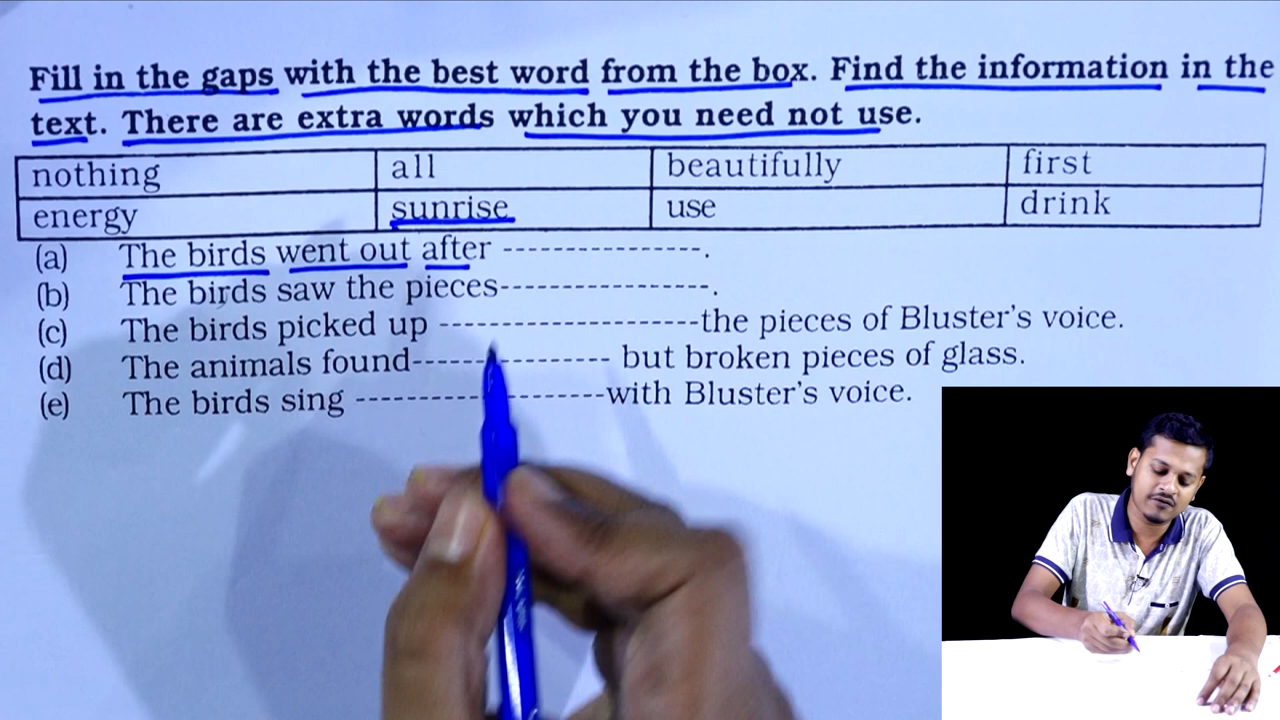 Fill in the gaps with the best word from the box. Find the information in the
text. There are extra words which you need not use.
nothing all beautifully first
energy sunrise use drink
(a) The birds went out after --------------------.
(b) The birds saw the pieces---------------------.
(c) The birds picked up -------------------------the pieces of Bluster's voice.
(d) The animals found------------------- but broken pieces of glass.
(e) The birds sing ------------------------with Bluster's voice.